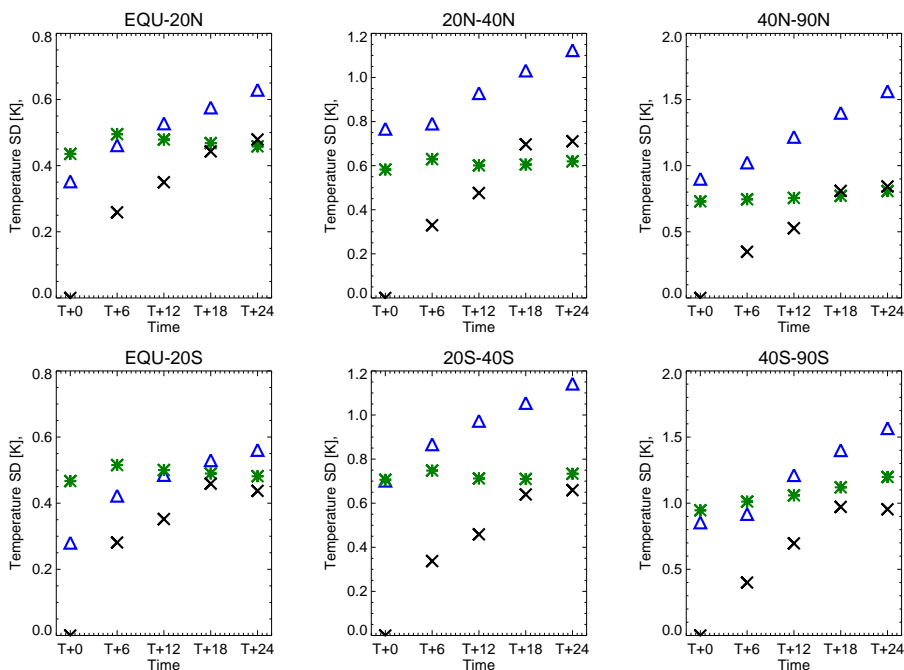 EQU-20N
Temperature SD [K],
0.8
0.6
0.4
0.2
0.0
T+0 T+6 T+12 T+18 T+24
Time
20N-40N
Temperature SD [K],
1.2
1.0
0.8
0.6
0.4
0.2
0.0
T+0 T+6 T+12 T+18 T+24
Time
40N-90N
Temperature SD [K],
2.0
1.5
1.0
0.5
0.0
T+0 T+6 T+12 T+18 T+24
Time
EQU-20S
Temperature SD [K],
0.8
0.6
0.4
0.2
0.0
T+0 T+6 T+12 T+18 T+24
Time
20S-40S
Temperature SD [K],
1.2
1.0
0.8
0.6
0.4
0.2
0.0
T+0 T+6 T+12 T+18 T+24
Time
40S-90S
Temperature SD [K],
2.0
1.5
1.0
0.5
0.0
T+0 T+6 T+12 T+18 T+24
Time